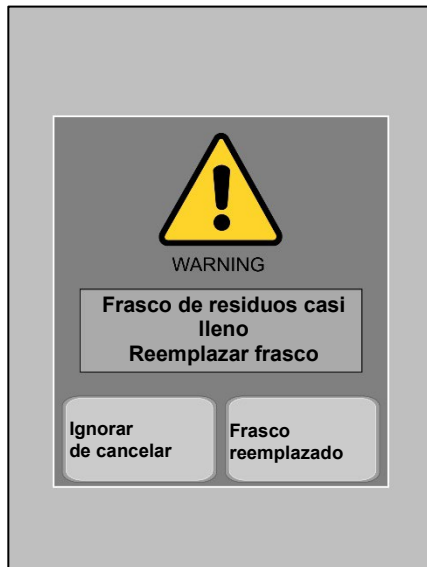 WARNING
Frasco de residuos casi
lleno
Reemplazar frasco
Ignorar
de cancelar
Frasco
reemplazado